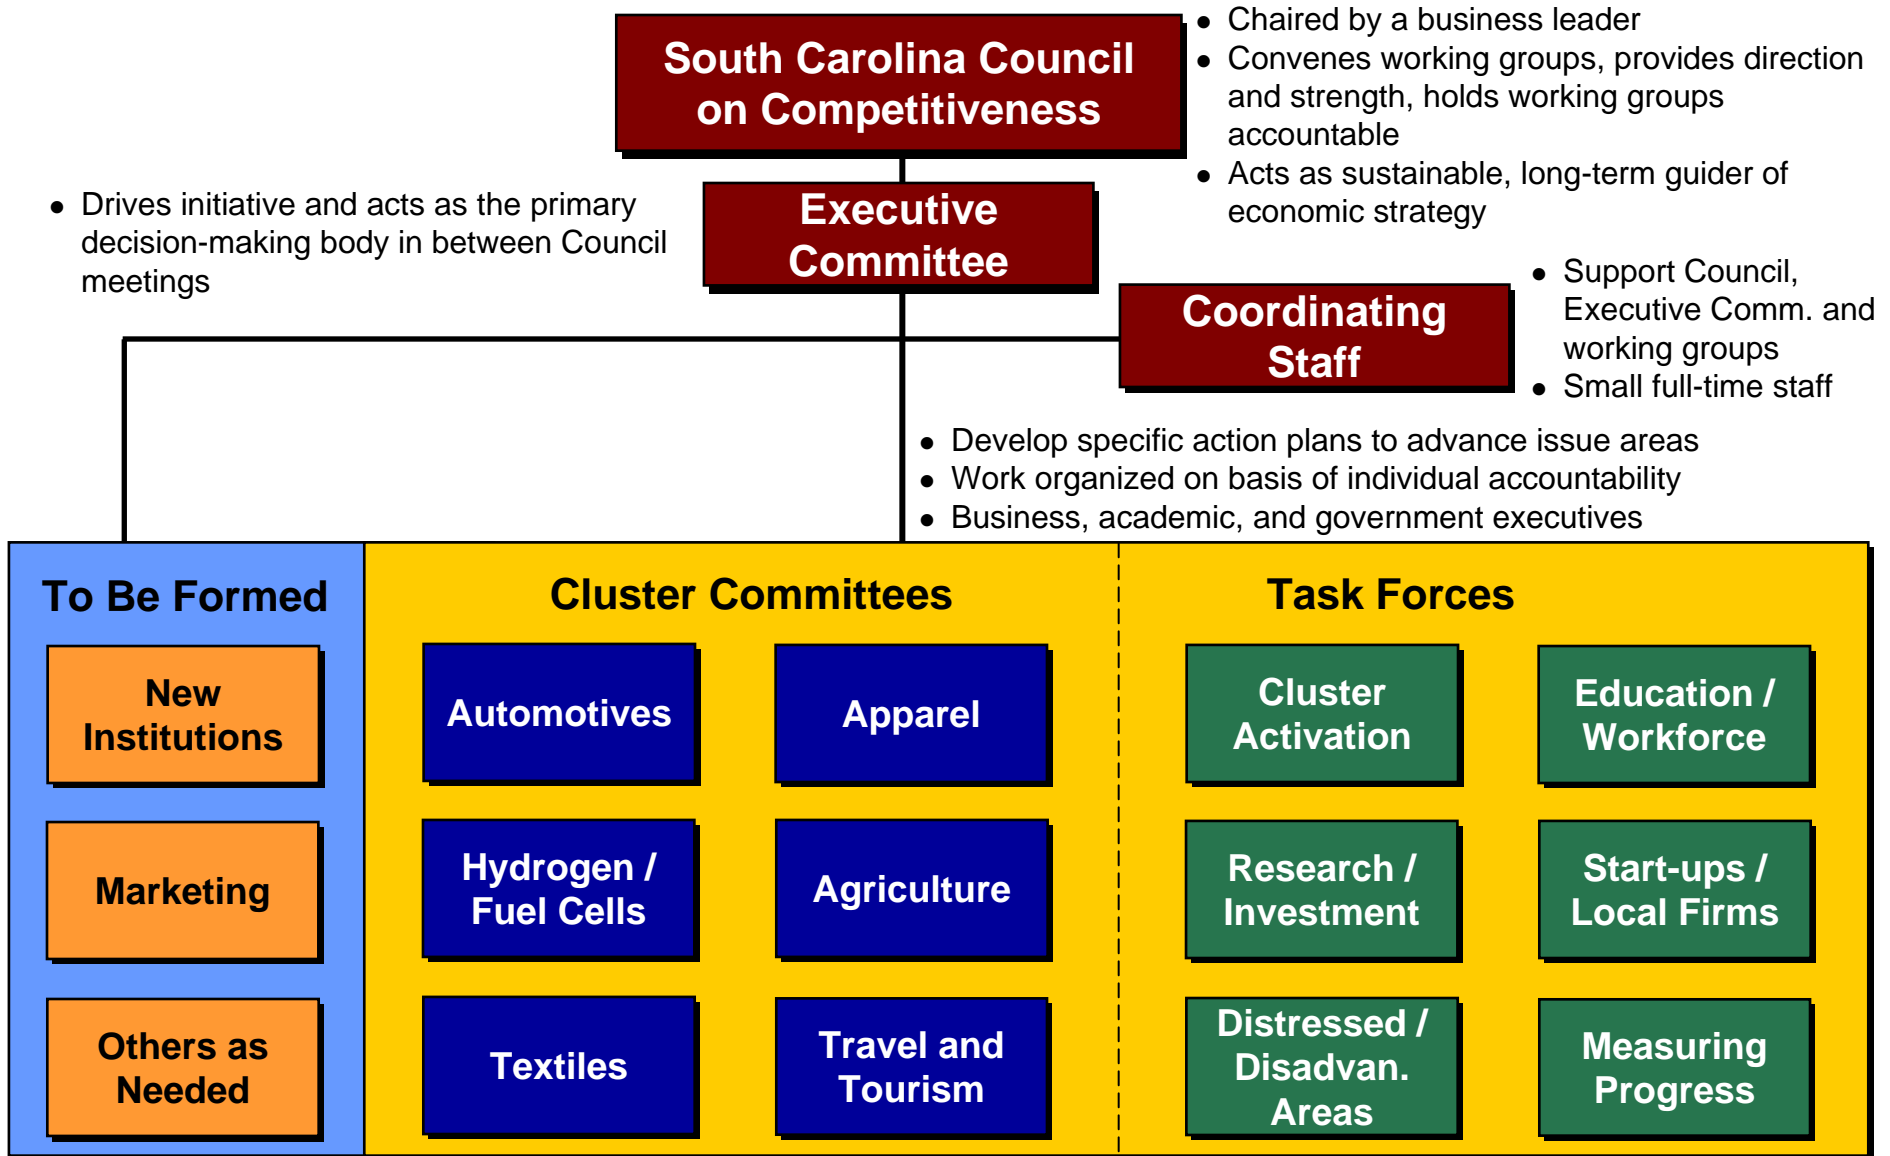 South Carolina Council
on Competitiveness
• Chaired by a business leader
• Convenes working groups, provides direction
and strength, holds working groups
accountable
• Acts as sustainable, long-term guider of
economic strategy
• Drives initiative and acts as the primary
decision-making body in between Council
meetings
Executive
Committee
Coordinating
Staff
• Support Council,
Executive Comm. and
working groups
• Small full-time staff
• Develop specific action plans to advance issue areas
• Work organized on basis of individual accountability
• Business, academic, and government executives
To Be Formed
New
Institutions
Marketing
Others as
Needed
Cluster Committees
Automotives
Apparel
Hydrogen /
Fuel Cells
Agriculture
Textiles
Travel and
Tourism
Task Forces
Cluster
Activation
Education /
Workforce
Research /
Investment
Start-ups /
Local Firms
Distressed /
Disadvan.
Areas
Measuring
Progress